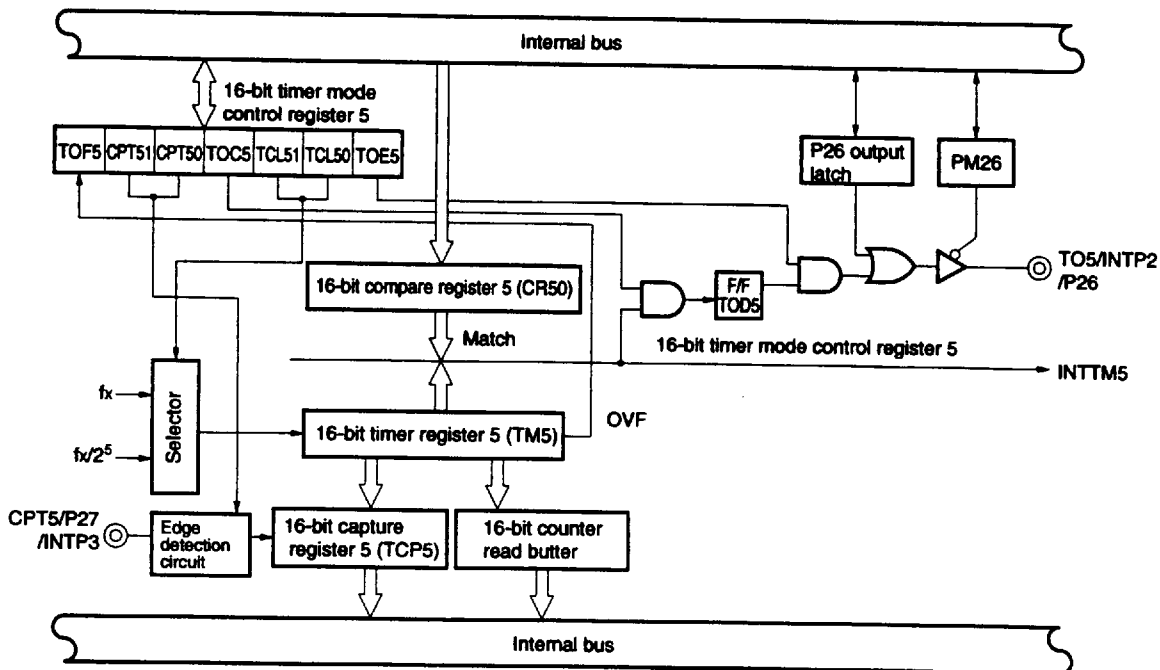 Internal bus
16-bit timer mode
control register 5
TOF5 CPT51 CPT50 TOC5 TCL51 TCL50 TOE5
P26 output
latch
PM26
TO5/INTP2
/P26
16-bit compare register 5 (CR50)
F/F
TOD5
Match
16-bit timer mode control register 5
INTTM5
fx
Selector
fx/2⁵
16-bit timer register 5 (TM5)
OVF
CPT5/P27
/INTP3
Edge
detection
circuit
16-bit capture
register 5 (TCP5)
16-bit counter
read butter
Internal bus